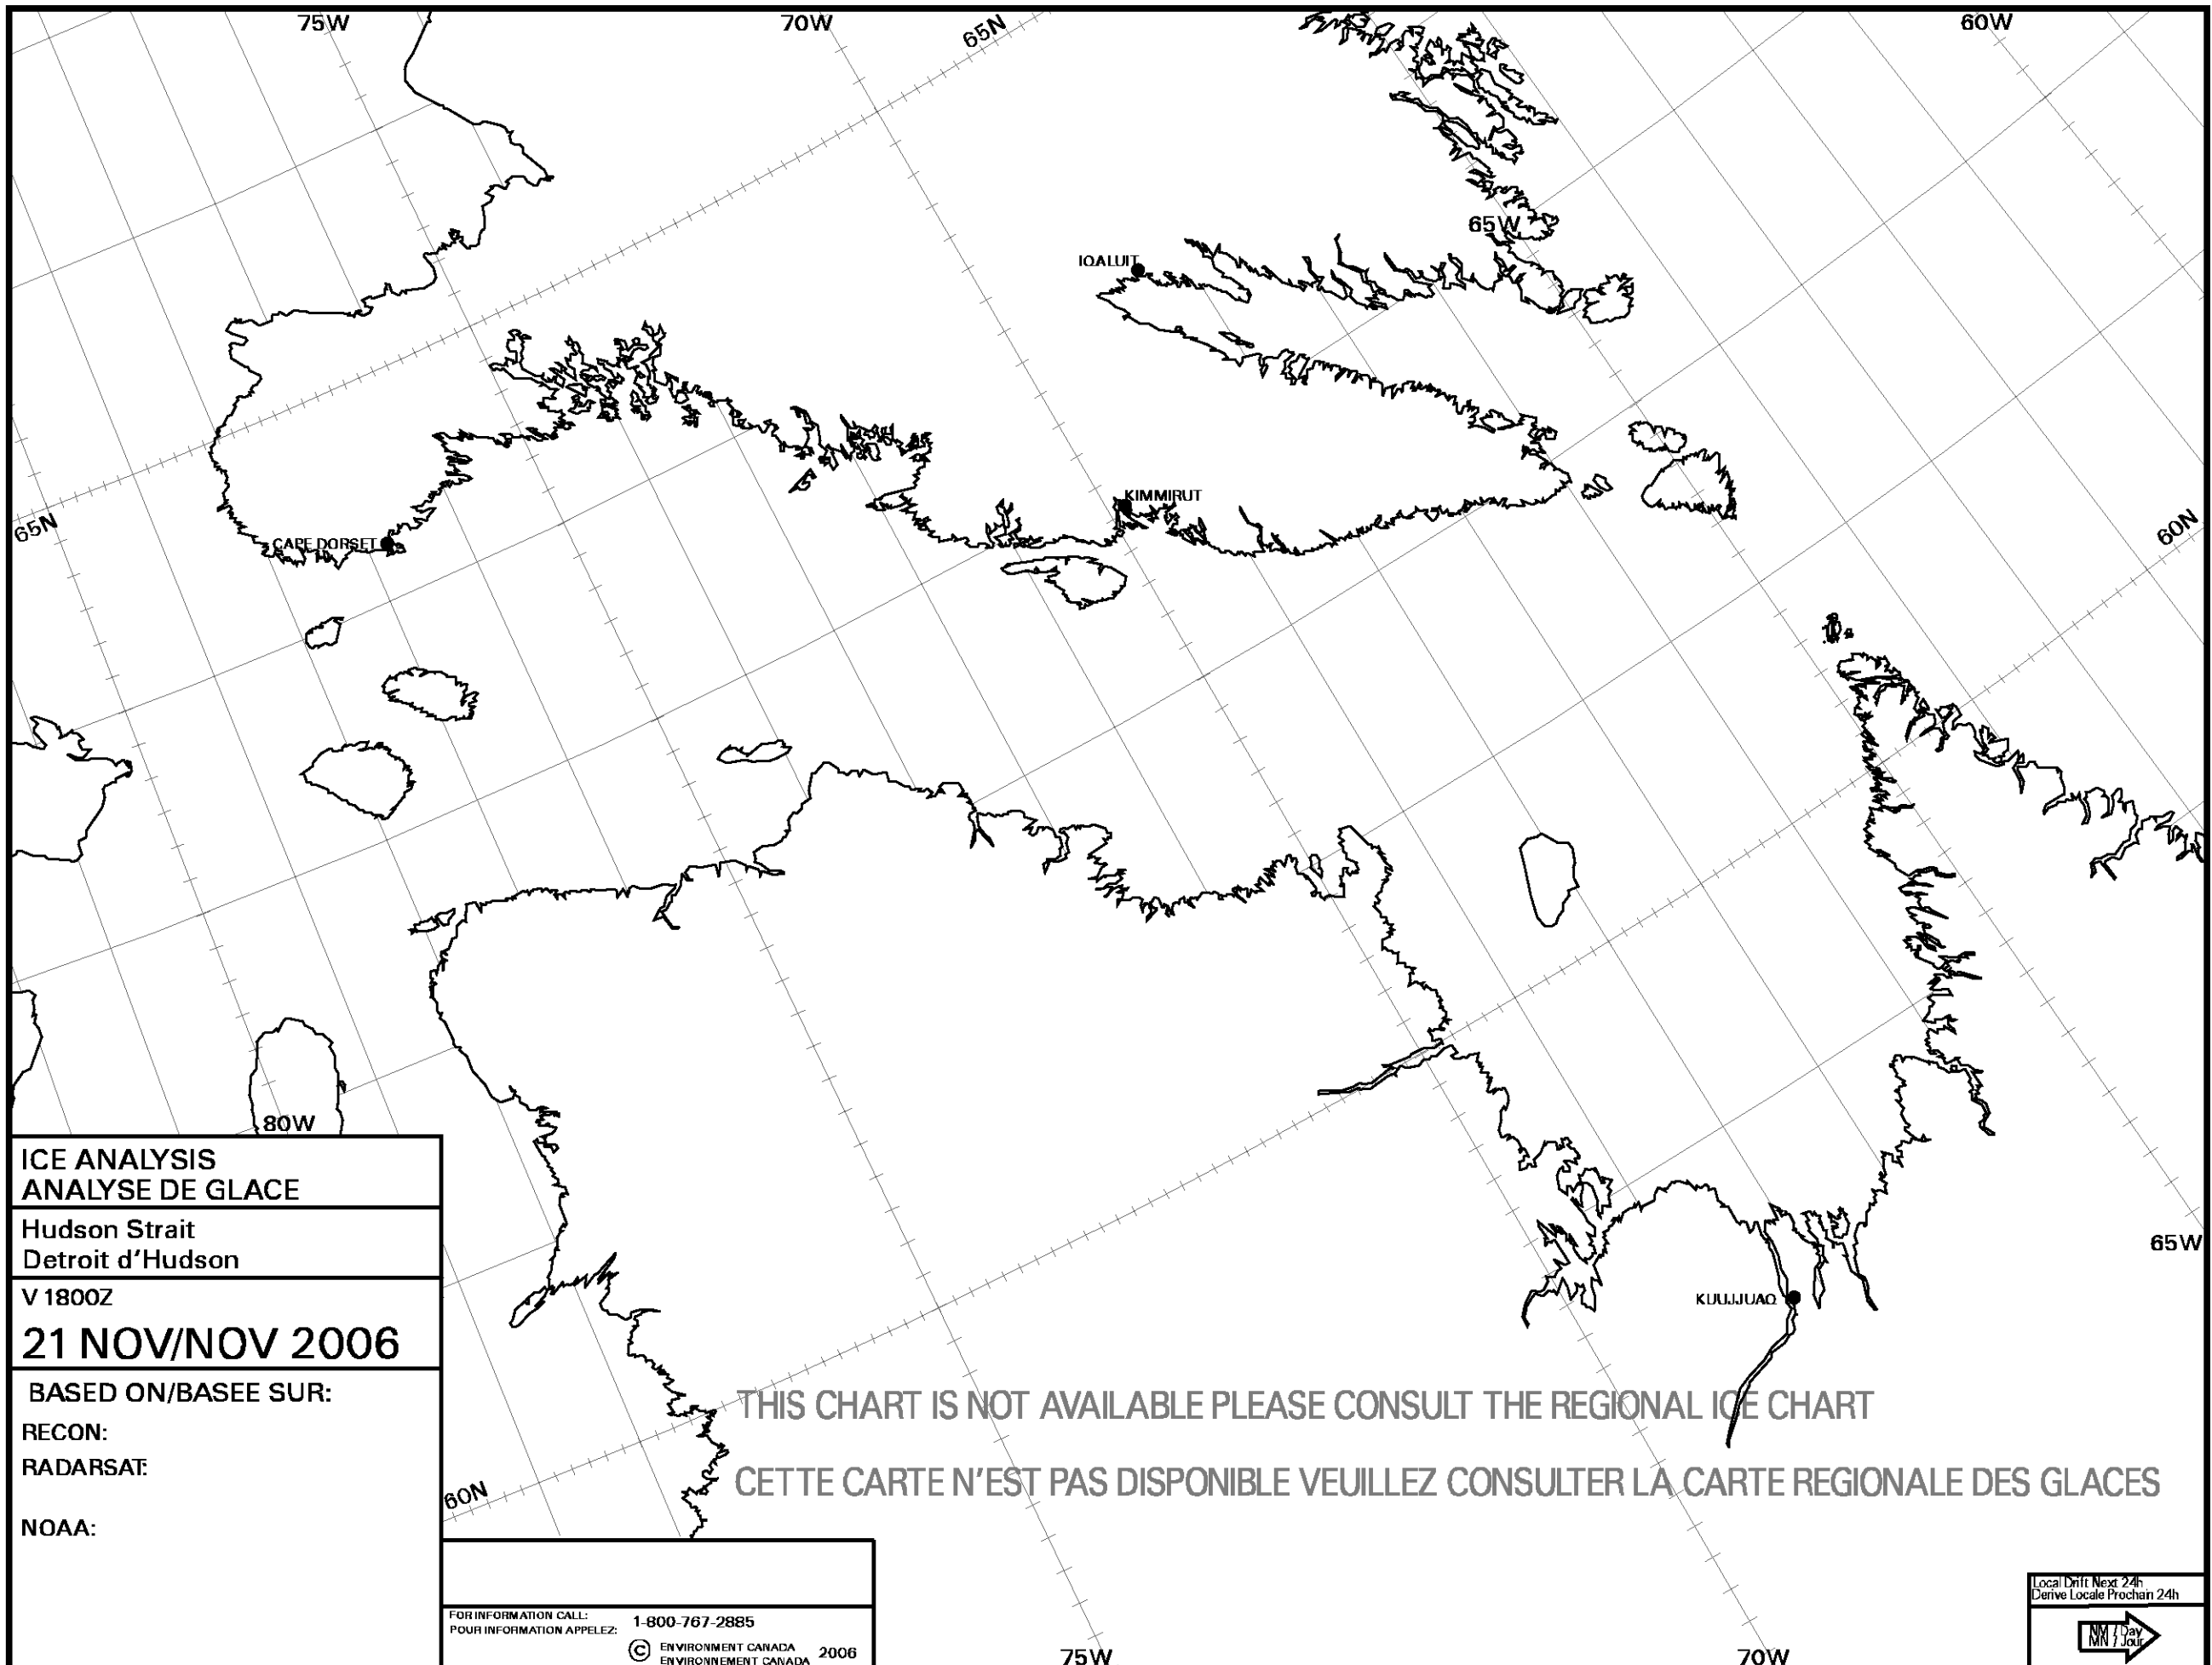 75W
70W
65N
60W
65W
IQALUIT
KIMMIRUT
65N
CAPE DORSET
60N
80W
ICE ANALYSIS
ANALYSE DE GLACE
Hudson Strait
Detroit d'Hudson
V 1800Z
21 NOV/NOV 2006
BASED ON/BASEE SUR:
RECON:
RADARSAT:
NOAA:
65W
KUUJJUAQ
THIS CHART IS NOT AVAILABLE PLEASE CONSULT THE REGIONAL ICE CHART
CETTE CARTE N'EST PAS DISPONIBLE VEUILLEZ CONSULTER LA CARTE REGIONALE DES GLACES
60N
FOR INFORMATION CALL:
POUR INFORMATION APPELEZ:
1-800-767-2885
© ENVIRONMENT CANADA
ENVIRONNEMENT CANADA
2006
75W
70W
Local Drift Next 24h
Derive Locale Prochain 24h
NM / Day
MN / Jour